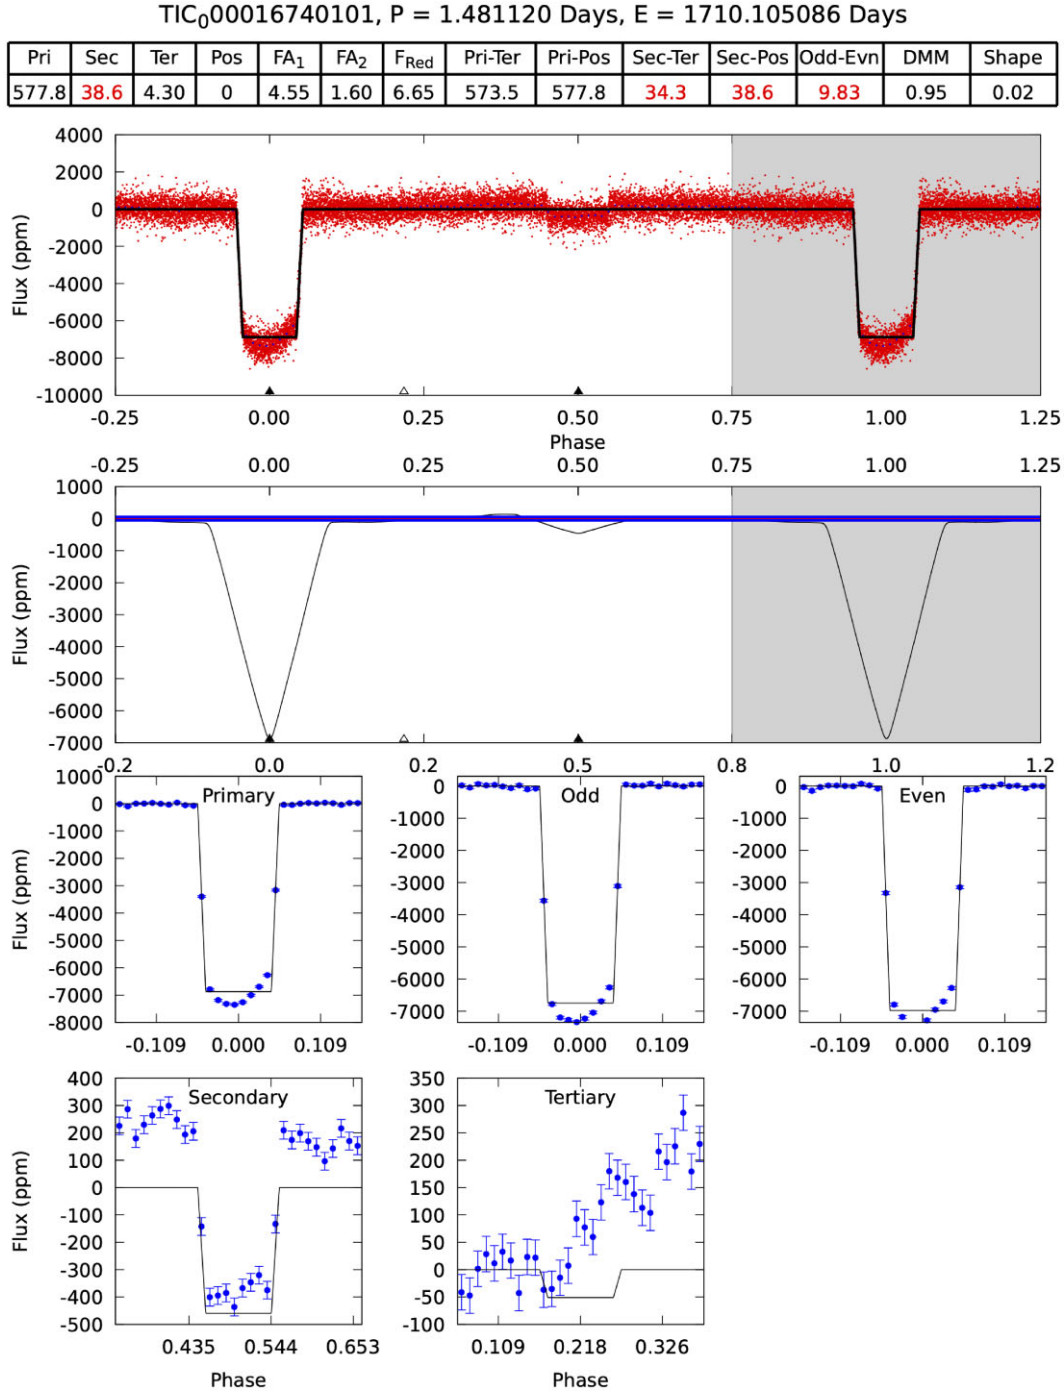 TIC₀00016740101, P = 1.481120 Days, E = 1710.105086 Days
Pri Sec Ter Pos FA₁ FA₂ F_Red Pri-Ter Pri-Pos Sec-Ter Sec-Pos Odd-Evn DMM Shape
577.8 38.6 4.30 0 4.55 1.60 6.65 573.5 577.8 34.3 38.6 9.83 0.95 0.02
4000
2000
0
-2000
-4000
-6000
-8000
-10000
Flux (ppm)
-0.25 0.00 0.25 0.50 0.75 1.00 1.25
Phase
-0.25 0.00 0.25 0.50 0.75 1.00 1.25
1000
0
-1000
-2000
-3000
-4000
-5000
-6000
-7000
Flux (ppm)
-0.2 0.0 0.2 0.5 0.8 1.0 1.2
Primary
1000
0
-1000
-2000
-3000
-4000
-5000
-6000
-7000
-8000
Flux (ppm)
-0.109 0.000 0.109
Odd
0
-1000
-2000
-3000
-4000
-5000
-6000
-7000
-0.109 0.000 0.109
Even
0
-1000
-2000
-3000
-4000
-5000
-6000
-7000
-0.109 0.000 0.109
Secondary
400
300
200
100
0
-100
-200
-300
-400
-500
Flux (ppm)
0.435 0.544 0.653
Phase
Tertiary
350
300
250
200
150
100
50
0
-50
-100
0.109 0.218 0.326
Phase